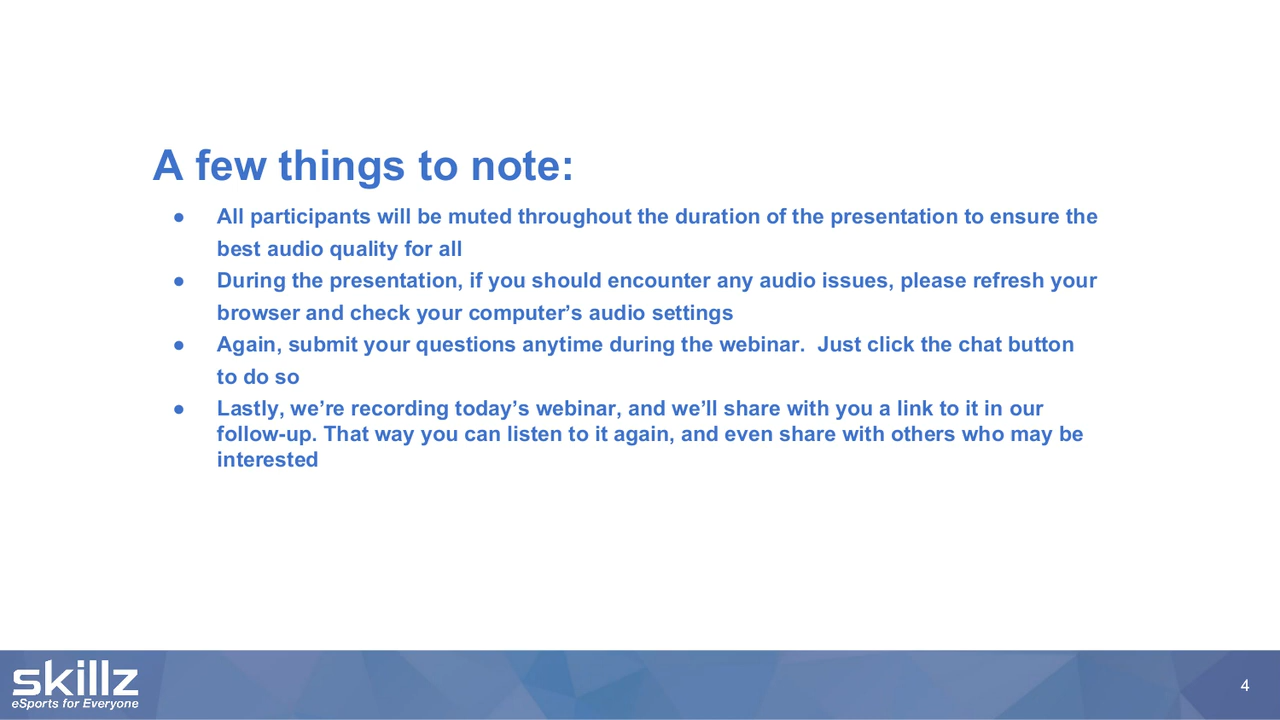 A few things to note:
● All participants will be muted throughout the duration of the presentation to ensure the
best audio quality for all
● During the presentation, if you should encounter any audio issues, please refresh your
browser and check your computer’s audio settings
● Again, submit your questions anytime during the webinar.  Just click the chat button
to do so
● Lastly, we’re recording today’s webinar, and we’ll share with you a link to it in our
follow-up. That way you can listen to it again, and even share with others who may be
interested
skillz
eSports for Everyone
4